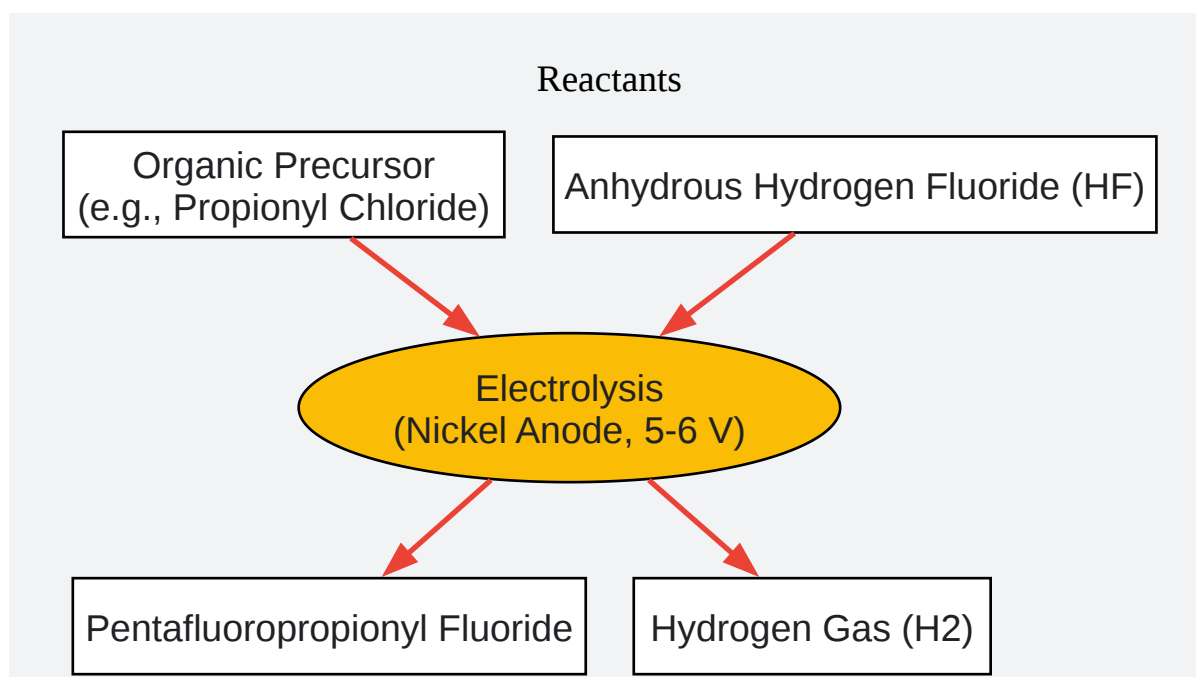 Reactants
Organic Precursor
(e.g., Propionyl Chloride)
Anhydrous Hydrogen Fluoride (HF)
Electrolysis
(Nickel Anode, 5-6 V)
Pentafluoropropionyl Fluoride
Hydrogen Gas (H2)